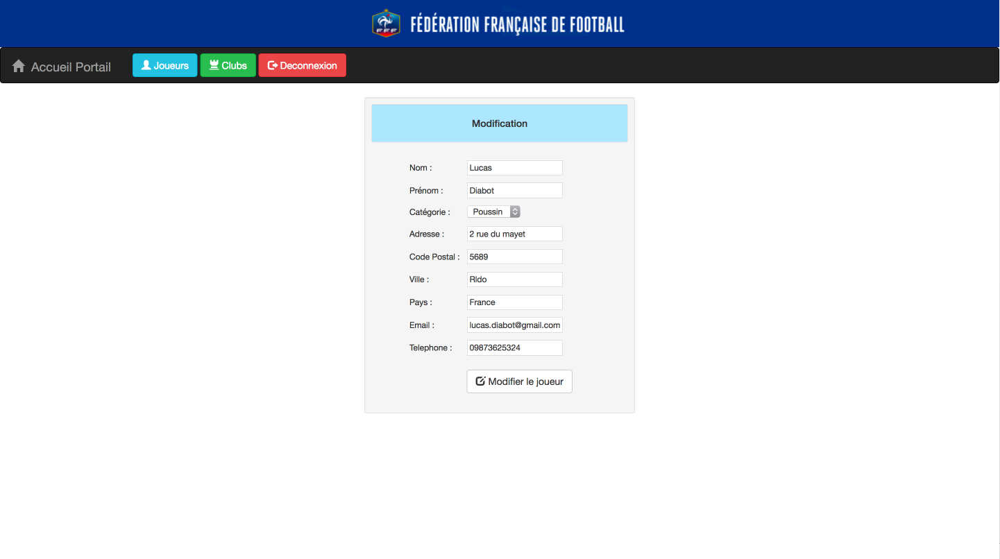 FFF FÉDÉRATION FRANÇAISE DE FOOTBALL
Accueil Portail Joueurs Clubs Deconnexion
Modification
Nom : Lucas
Prénom : Diabot
Catégorie : Poussin
Adresse : 2 rue du mayet
Code Postal : 5689
Ville : Rldo
Pays : France
Email : lucas.diabot@gmail.com
Telephone : 09873625324
Modifier le joueur